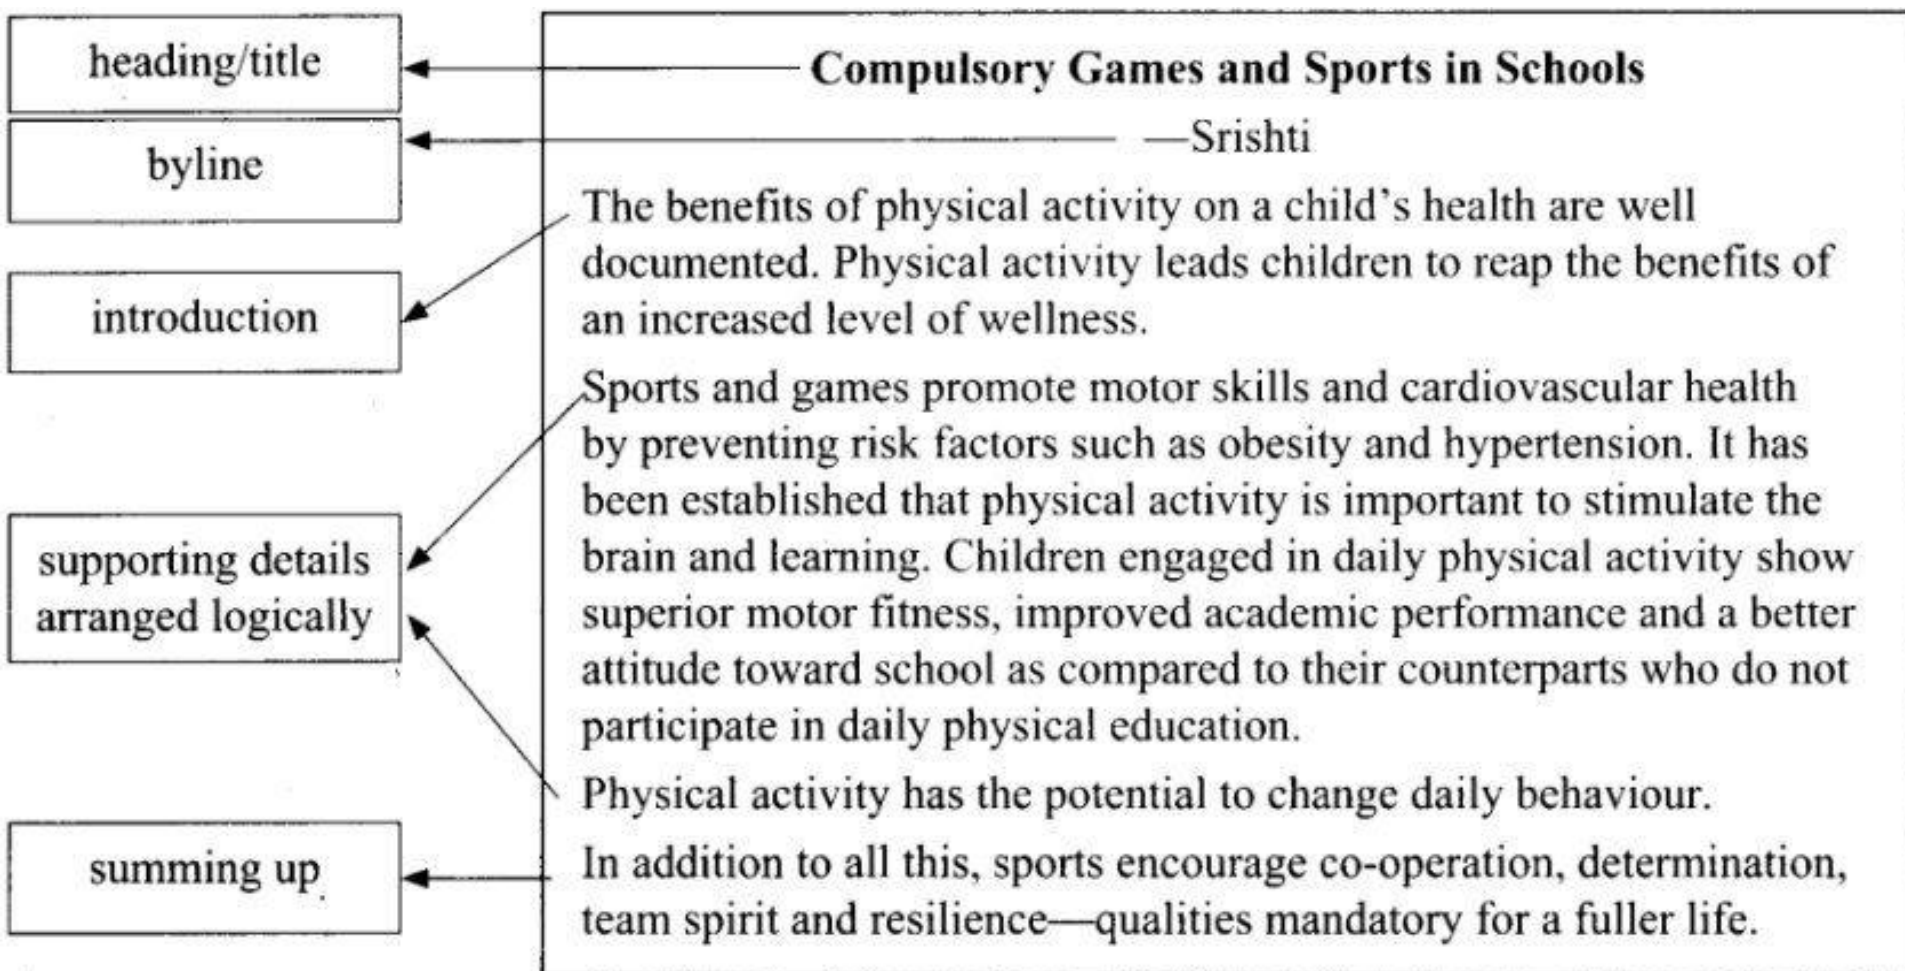 heading/title
Compulsory Games and Sports in Schools
byline
—Srishti
introduction
The benefits of physical activity on a child's health are well
documented. Physical activity leads children to reap the benefits of
an increased level of wellness.
supporting details
arranged logically
Sports and games promote motor skills and cardiovascular health
by preventing risk factors such as obesity and hypertension. It has
been established that physical activity is important to stimulate the
brain and learning. Children engaged in daily physical activity show
superior motor fitness, improved academic performance and a better
attitude toward school as compared to their counterparts who do not
participate in daily physical education.
Physical activity has the potential to change daily behaviour.
summing up
In addition to all this, sports encourage co-operation, determination,
team spirit and resilience—qualities mandatory for a fuller life.